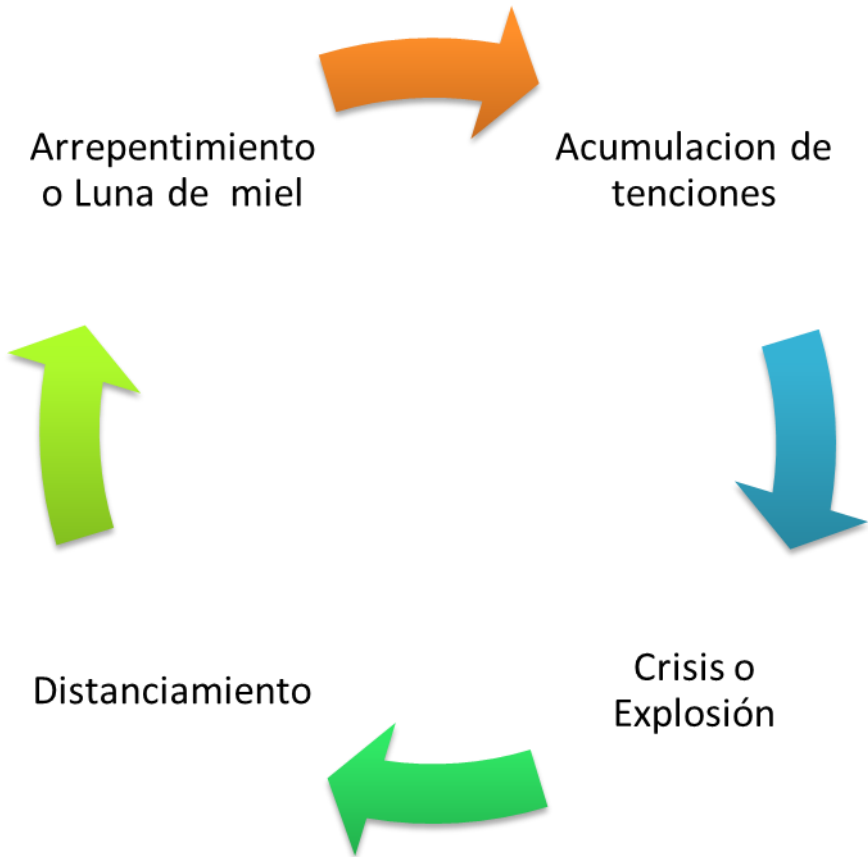 Arrepentimiento
o Luna de  miel
Acumulacion de
tenciones
Distanciamiento
Crisis o
Explosión